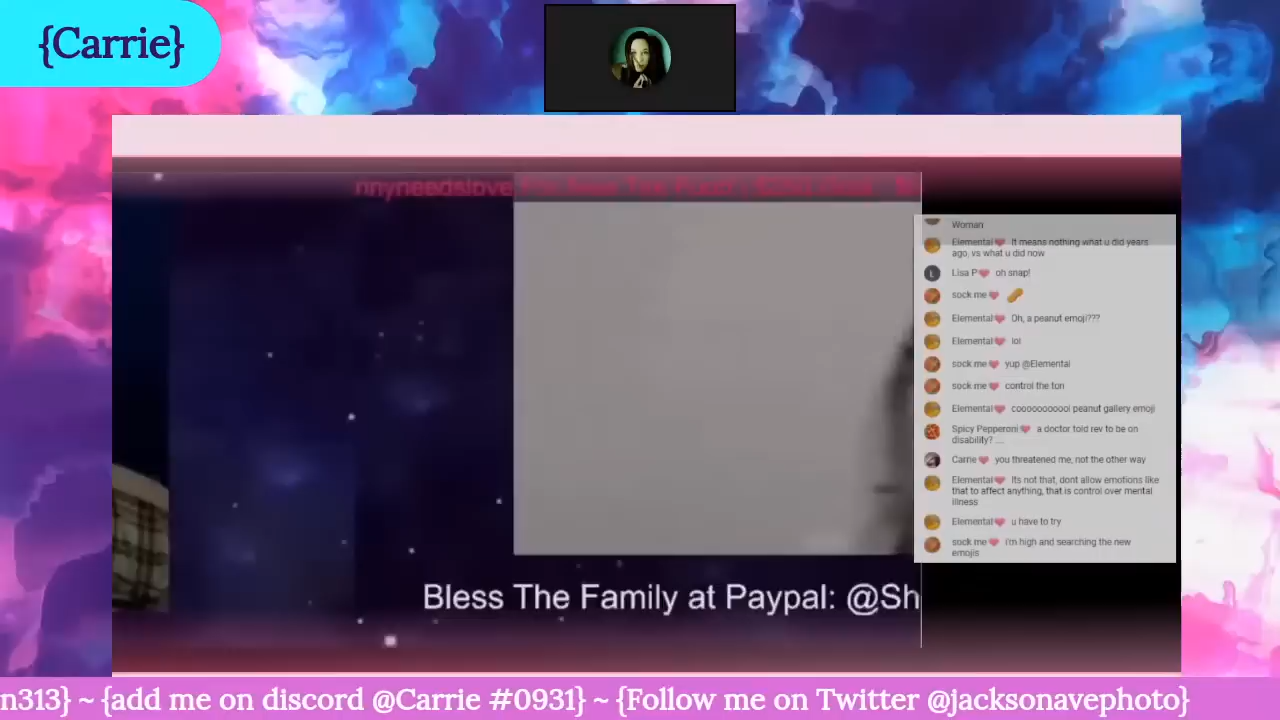 {Carrie}
nnyneedslove
Woman
Elemental It means nothing what u did years
ago, vs what u did now
L Lisa P oh snap!
sock me 🥜
Elemental Oh, a peanut emoji???
Elemental lol
sock me yup @Elemental
sock me control the ton
Elemental cooooooooool peanut gallery emoji
Spicy Pepperoni a doctor told rev to be on
disability? ....
Carrie you threatened me, not the other way
Elemental Its not that, dont allow emotions like
that to affect anything, that is control over mental
illness
Elemental u have to try
sock me i'm high and searching the new
emojis
Bless The Family at Paypal: @Sh
n313} ~ {add me on discord @Carrie #0931} ~ {Follow me on Twitter @jacksonavephoto}